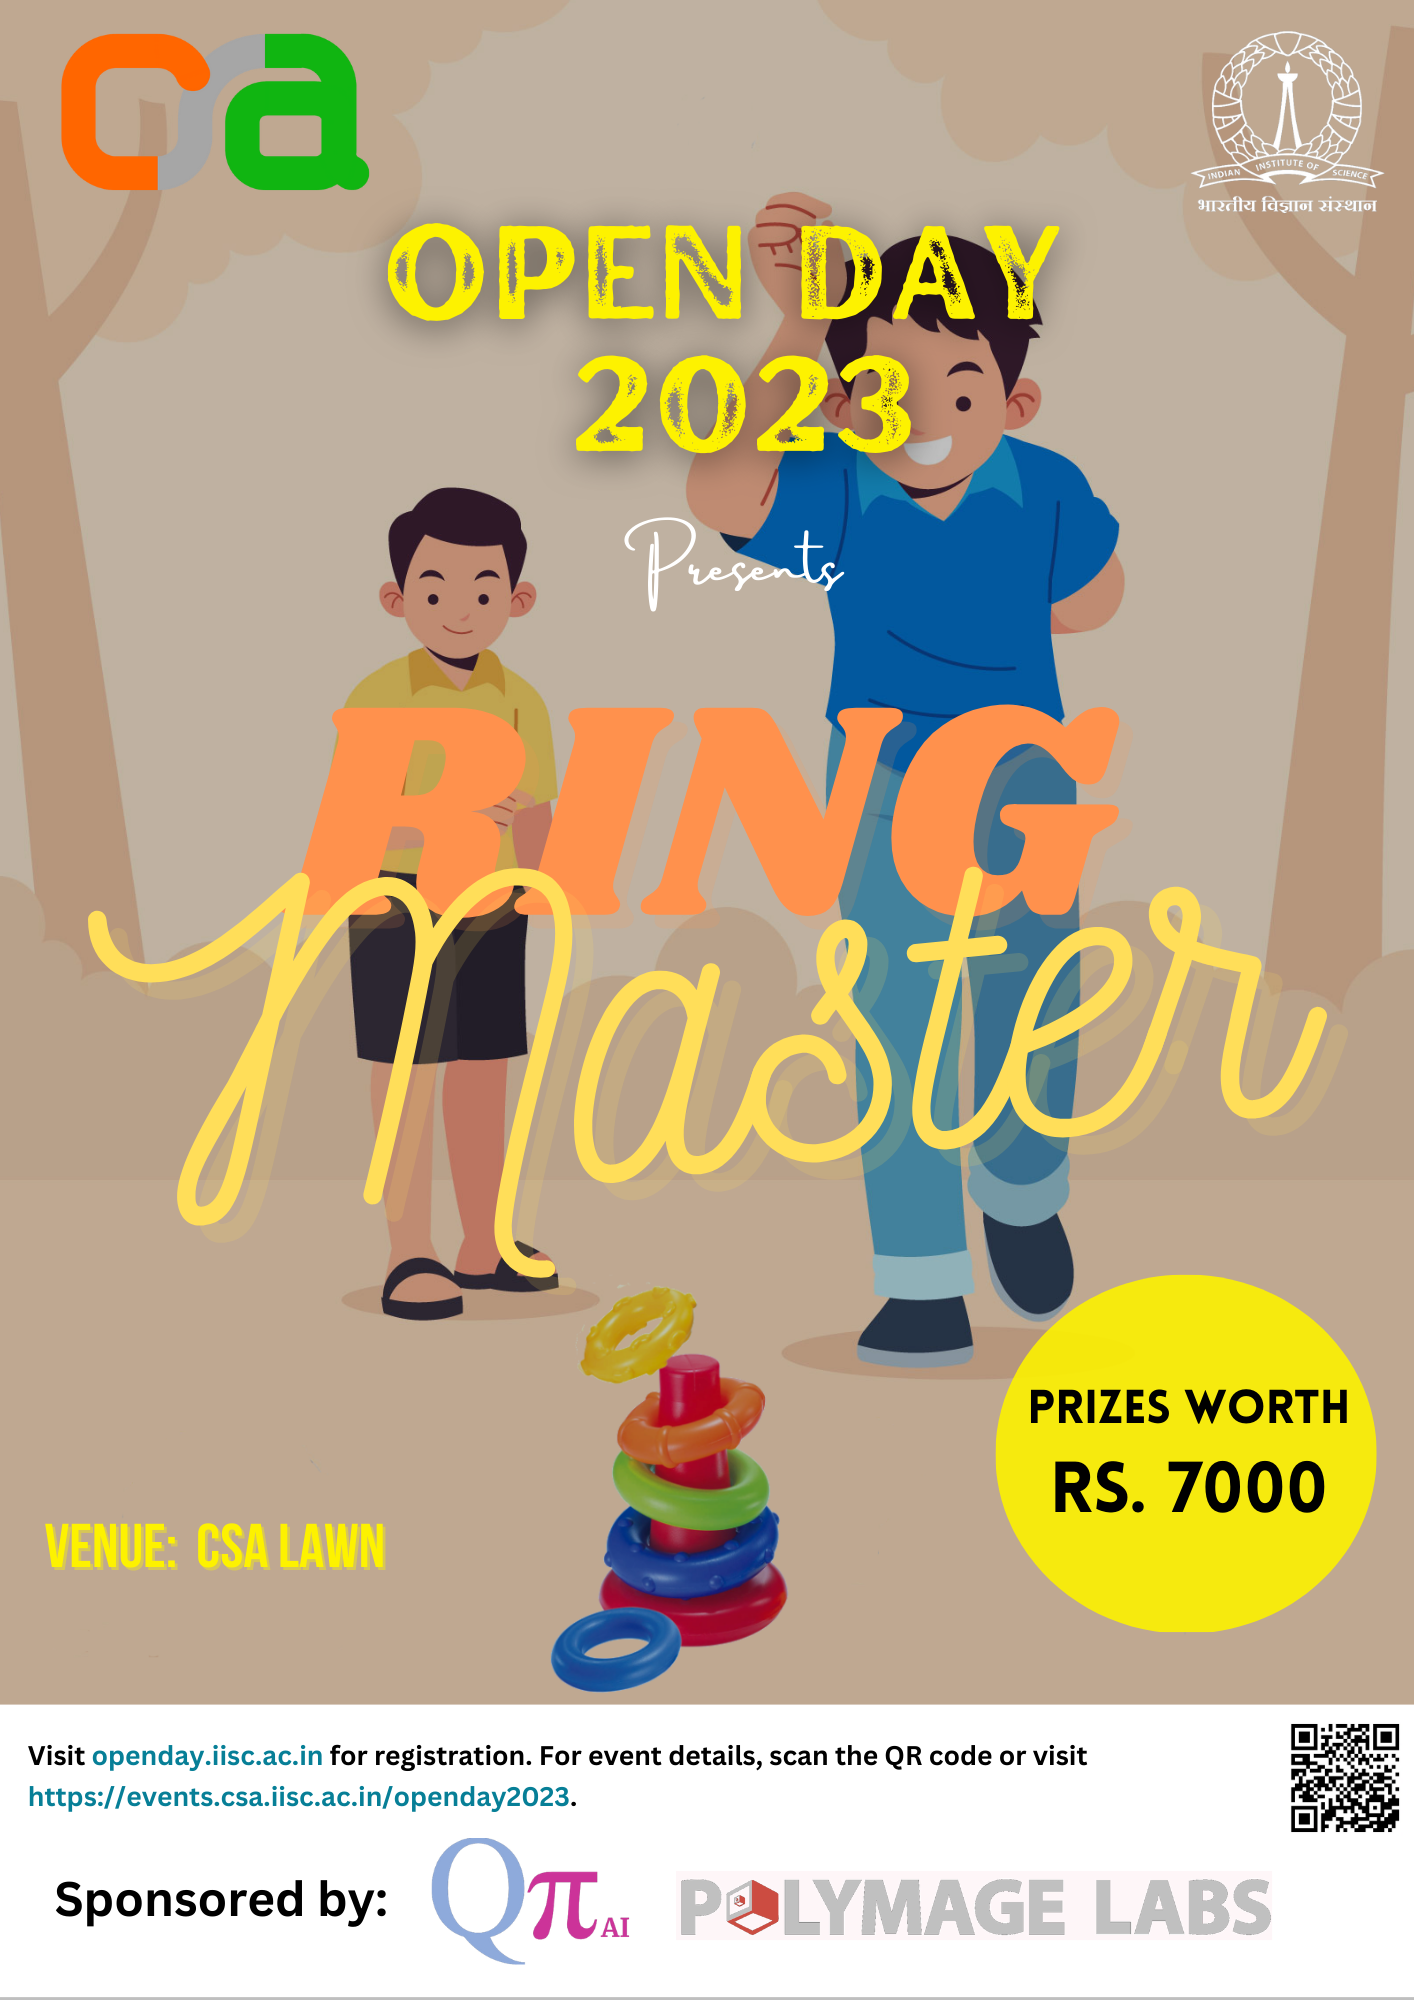 csa
INDIAN INSTITUTE OF SCIENCE
भारतीय विज्ञान संस्थान
OPEN DAY
2023
Presents
RING
Master
PRIZES WORTH
RS. 7000
VENUE: CSA LAWN
Visit openday.iisc.ac.in for registration. For event details, scan the QR code or visit
https://events.csa.iisc.ac.in/openday2023.
Sponsored by:
QπAI
POLYMAGE LABS